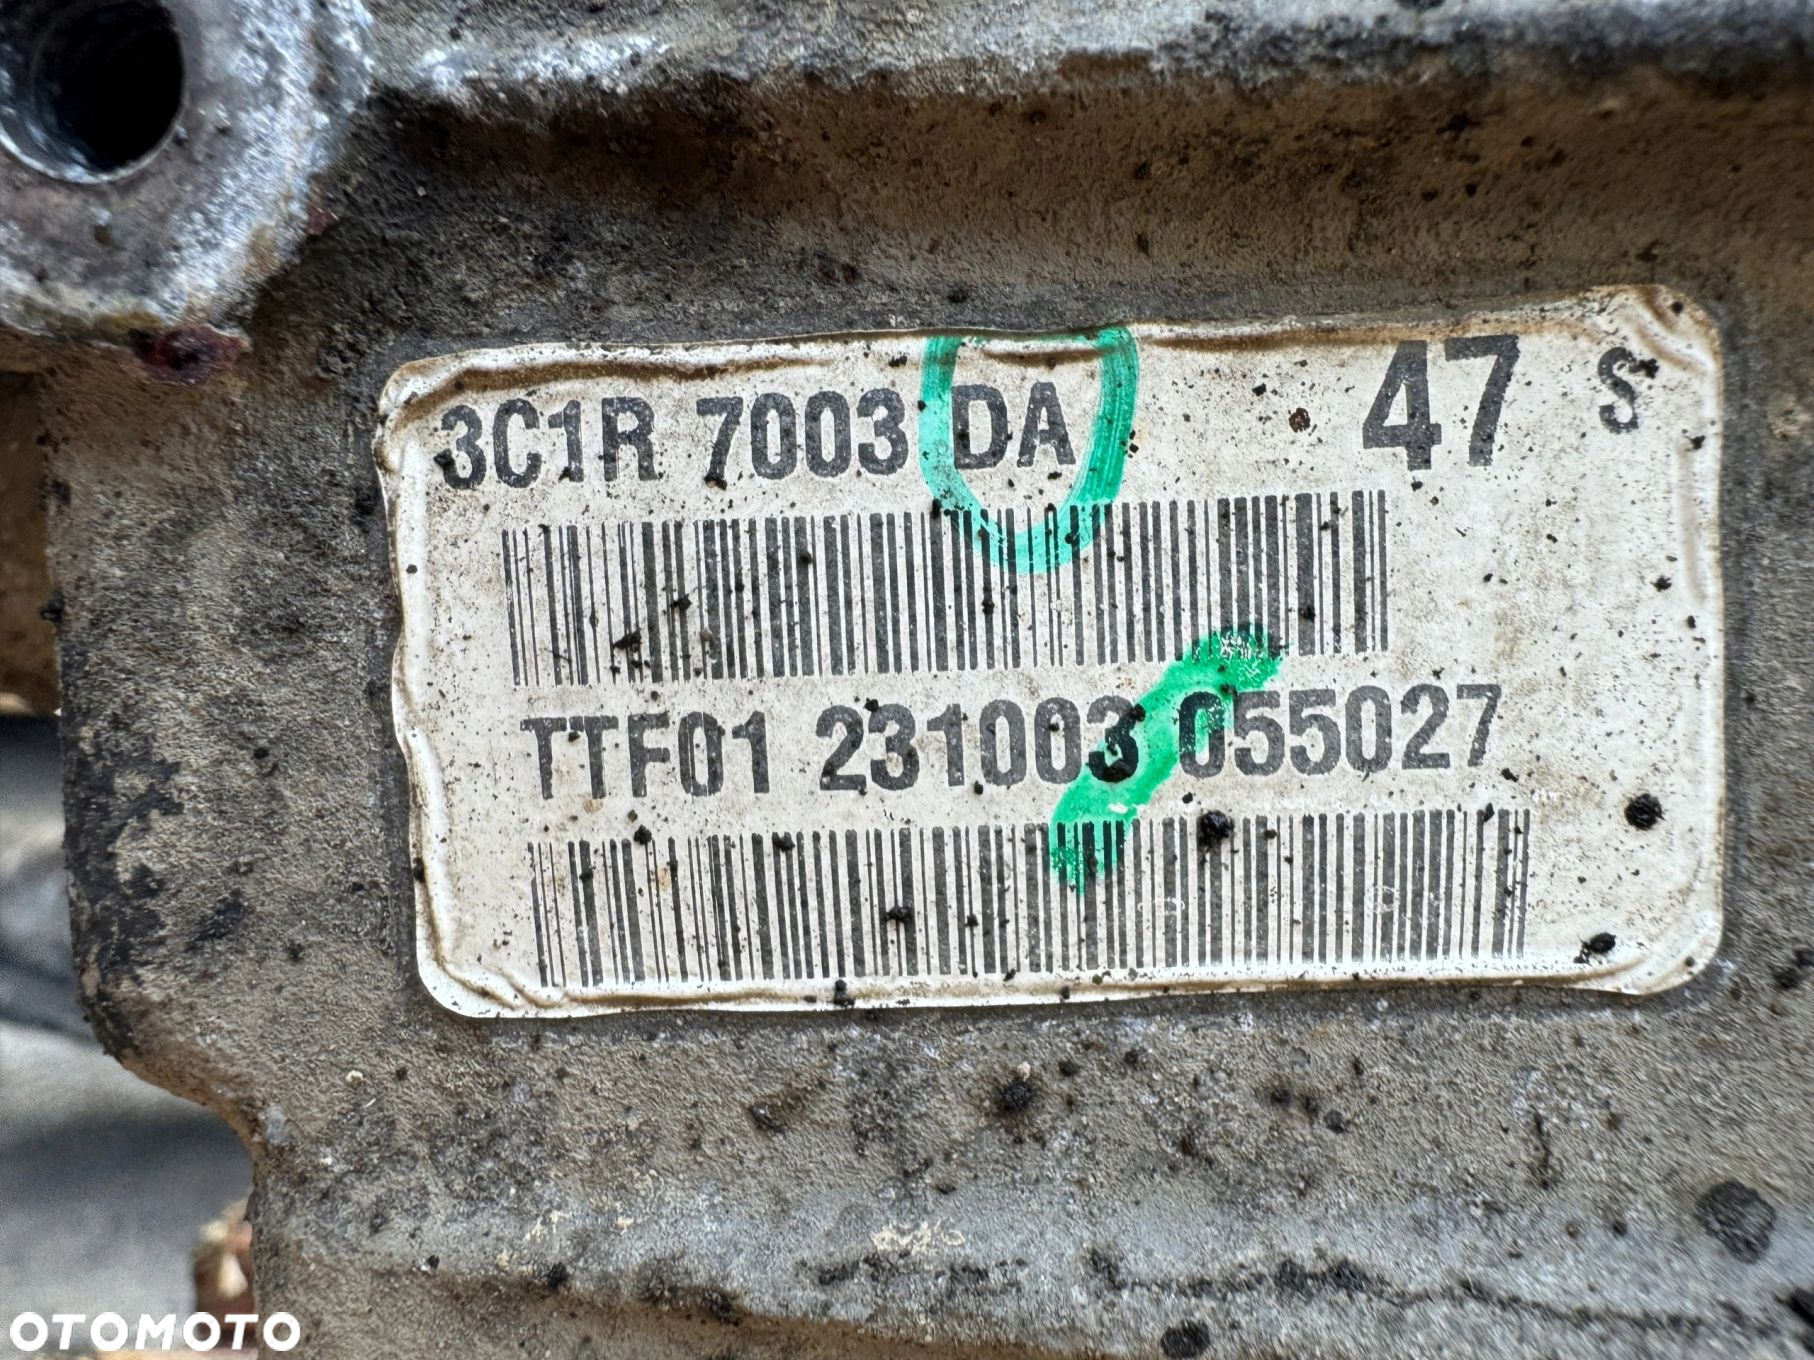 3C1R 7003 DA 47 S
TTF01 231003 055027
OTOMOTO